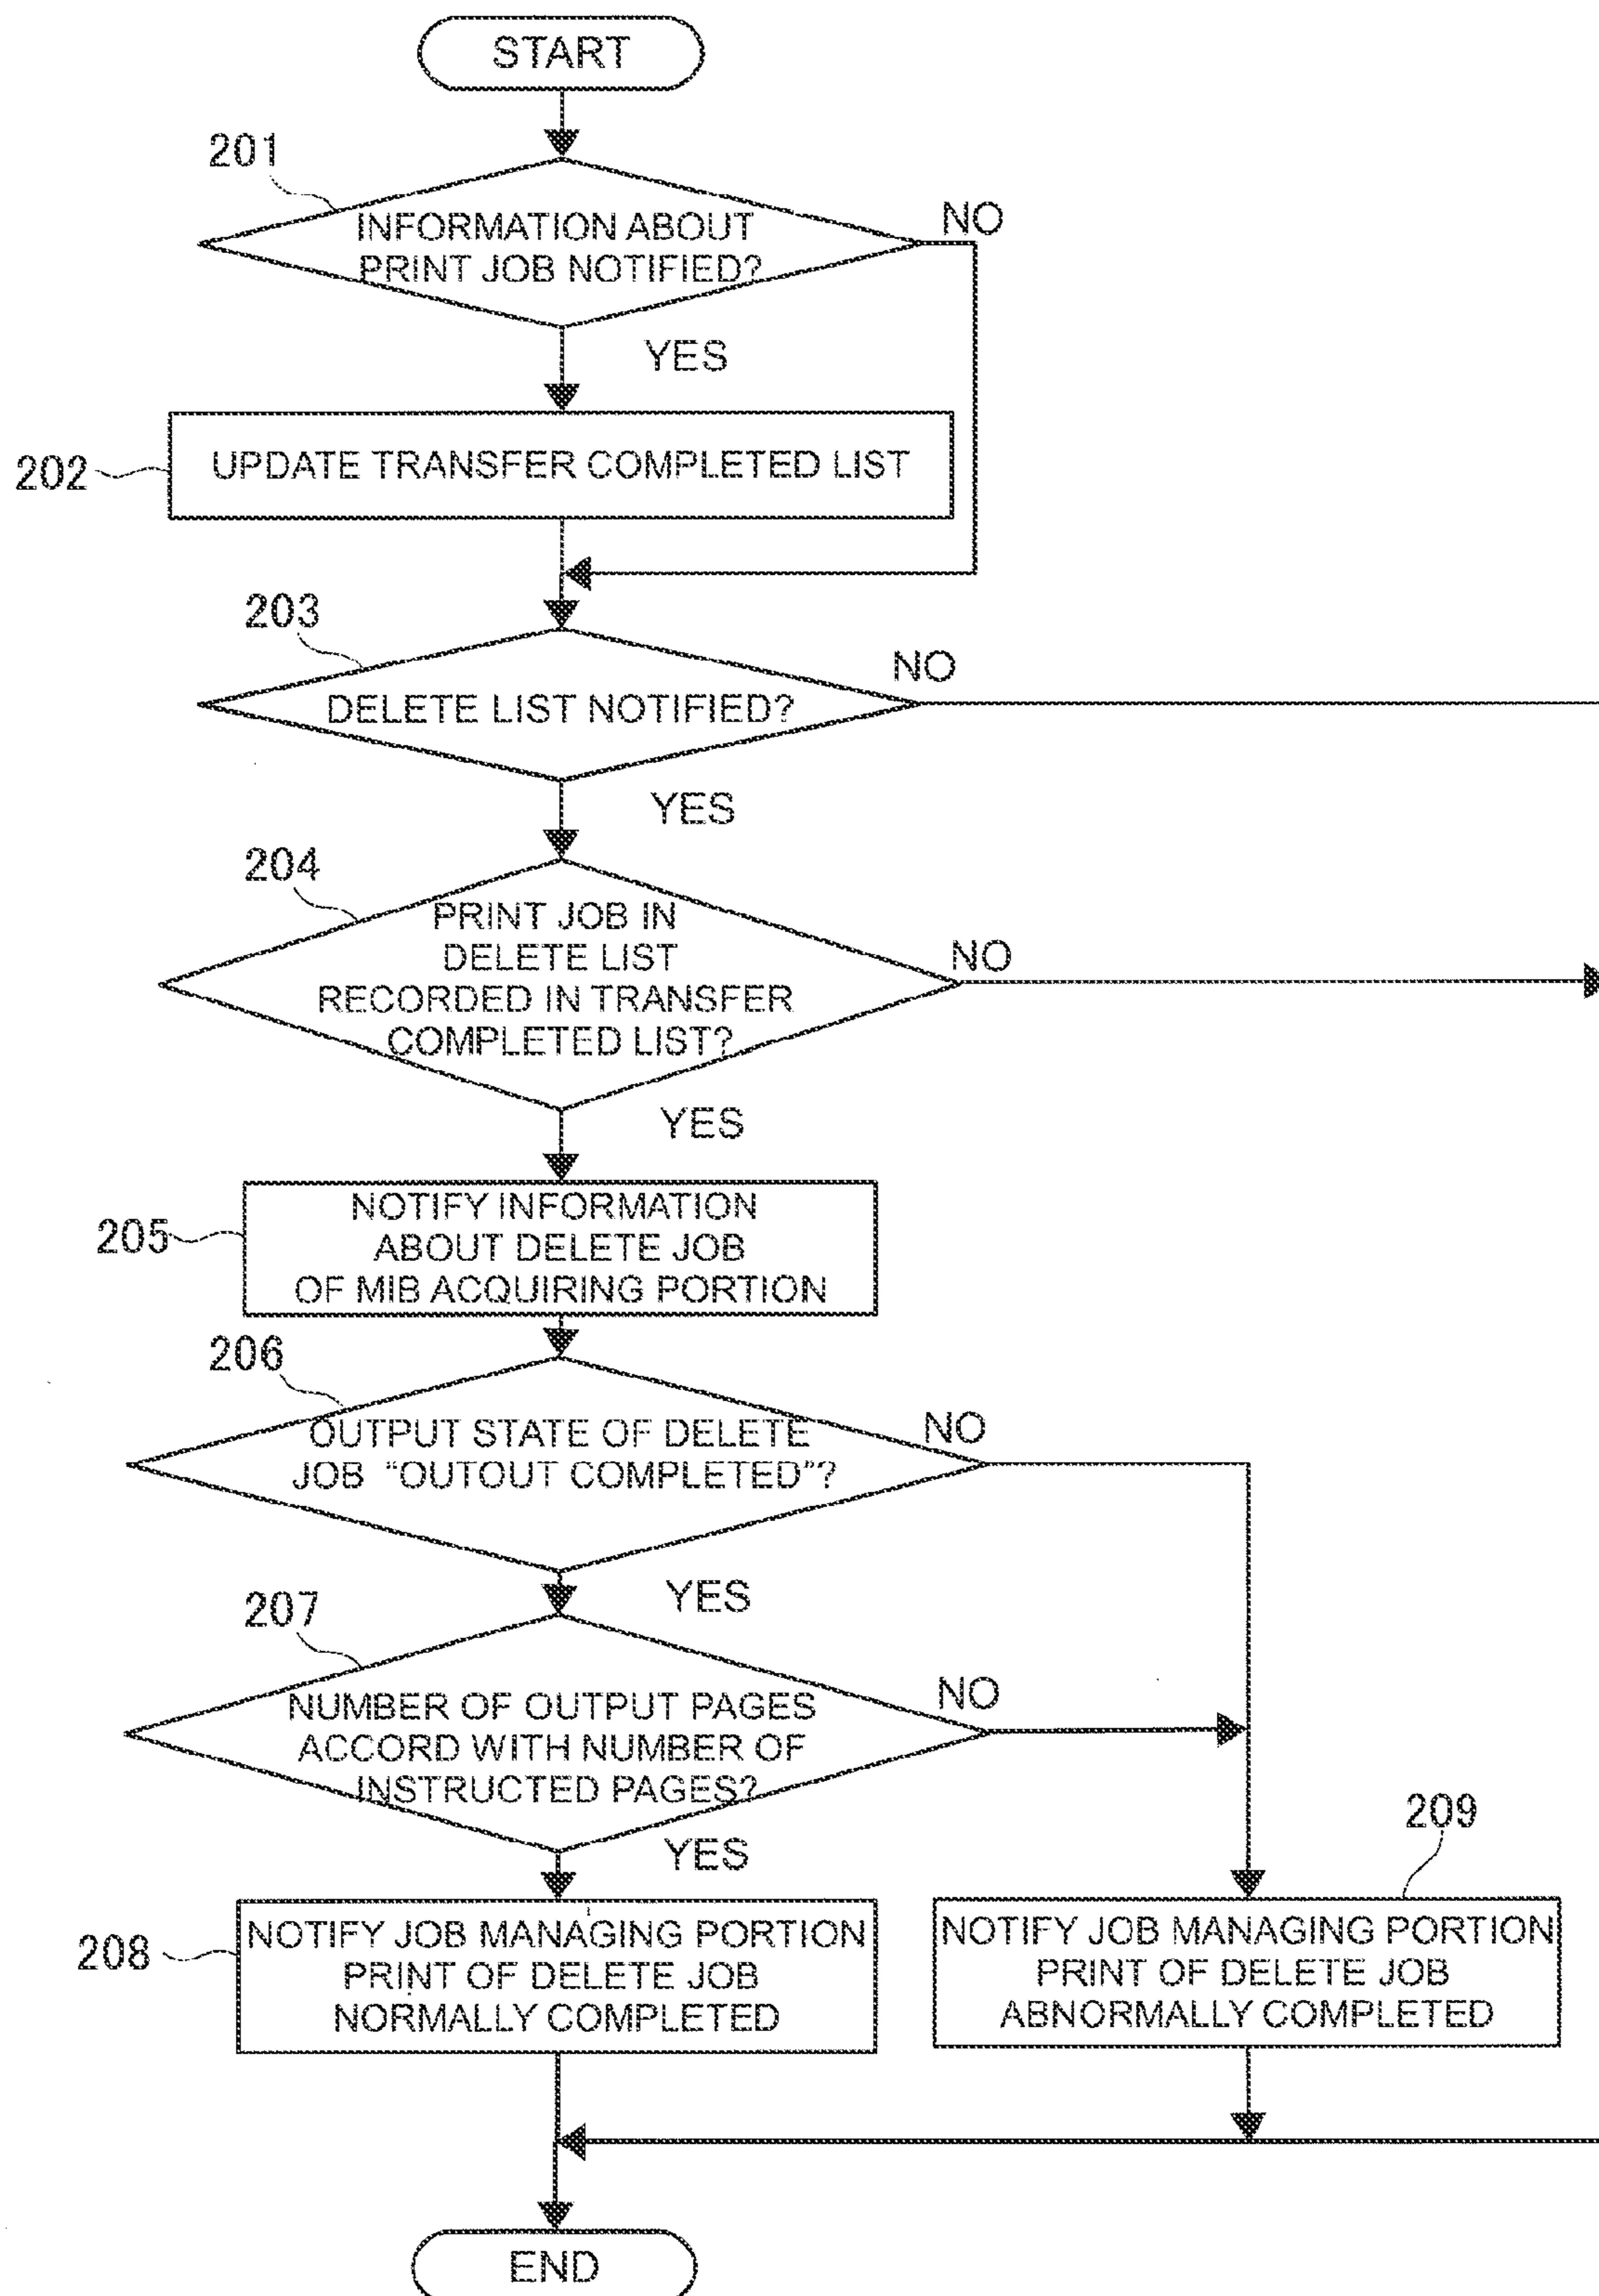 START
201
INFORMATION ABOUT
PRINT JOB NOTIFIED?
NO
YES
202
UPDATE TRANSFER COMPLETED LIST
203
DELETE LIST NOTIFIED?
NO
YES
204
PRINT JOB IN
DELETE LIST
RECORDED IN TRANSFER
COMPLETED LIST?
NO
YES
205
NOTIFY INFORMATION
ABOUT DELETE JOB
OF MIB ACQUIRING PORTION
206
OUTPUT STATE OF DELETE
JOB “OUTOUT COMPLETED”?
NO
YES
207
NUMBER OF OUTPUT PAGES
ACCORD WITH NUMBER OF
INSTRUCTED PAGES?
NO
YES
208
NOTIFY JOB MANAGING PORTION
PRINT OF DELETE JOB
NORMALLY COMPLETED
209
NOTIFY JOB MANAGING PORTION
PRINT OF DELETE JOB
ABNORMALLY COMPLETED
END